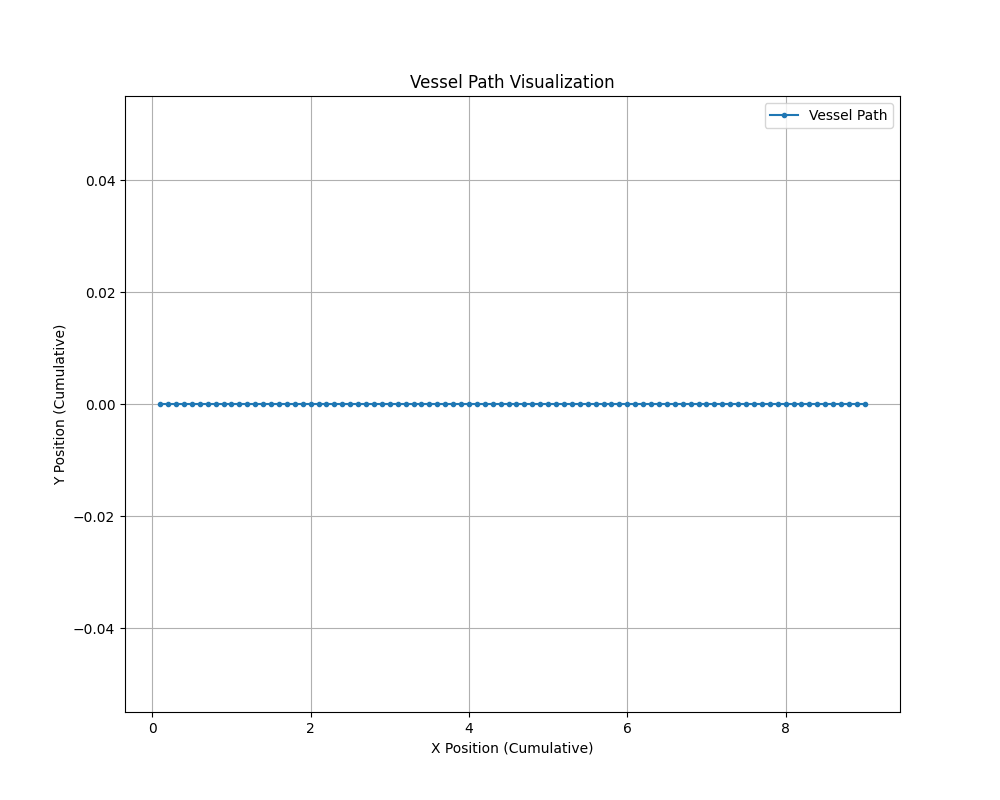 Vessel Path Visualization
Vessel Path
0.04
0.02
0.00
−0.02
−0.04
Y Position (Cumulative)
0 2 4 6 8
X Position (Cumulative)